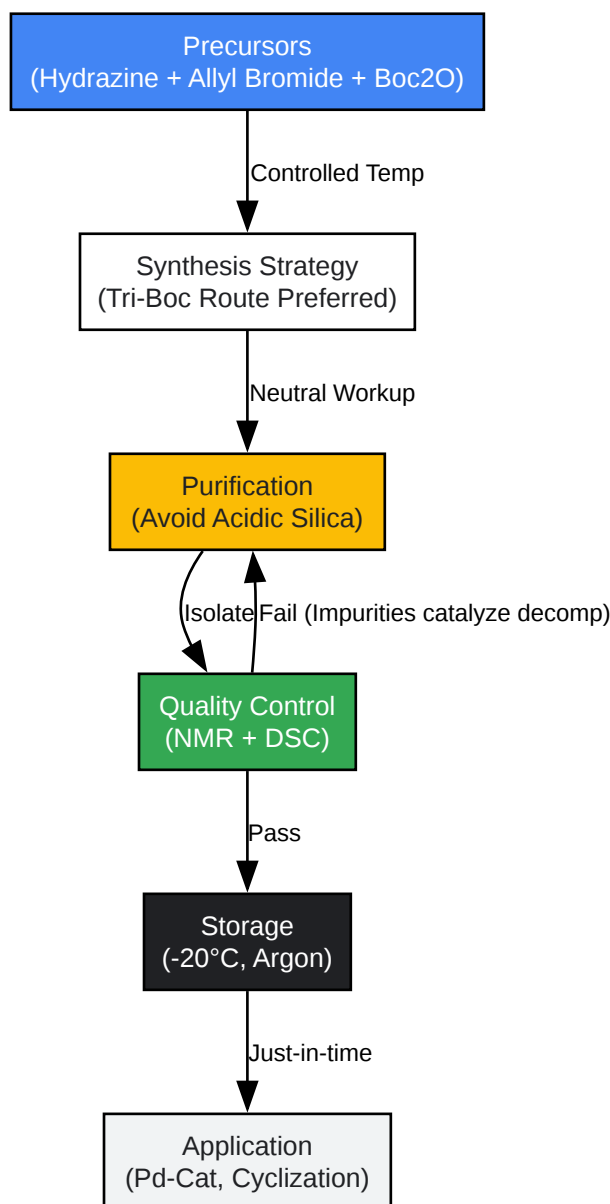 Precursors
(Hydrazine + Allyl Bromide + Boc2O)
Controlled Temp
Synthesis Strategy
(Tri-Boc Route Preferred)
Neutral Workup
Purification
(Avoid Acidic Silica)
Isolate
Fail (Impurities catalyze decomp)
Quality Control
(NMR + DSC)
Pass
Storage
(-20°C, Argon)
Just-in-time
Application
(Pd-Cat, Cyclization)